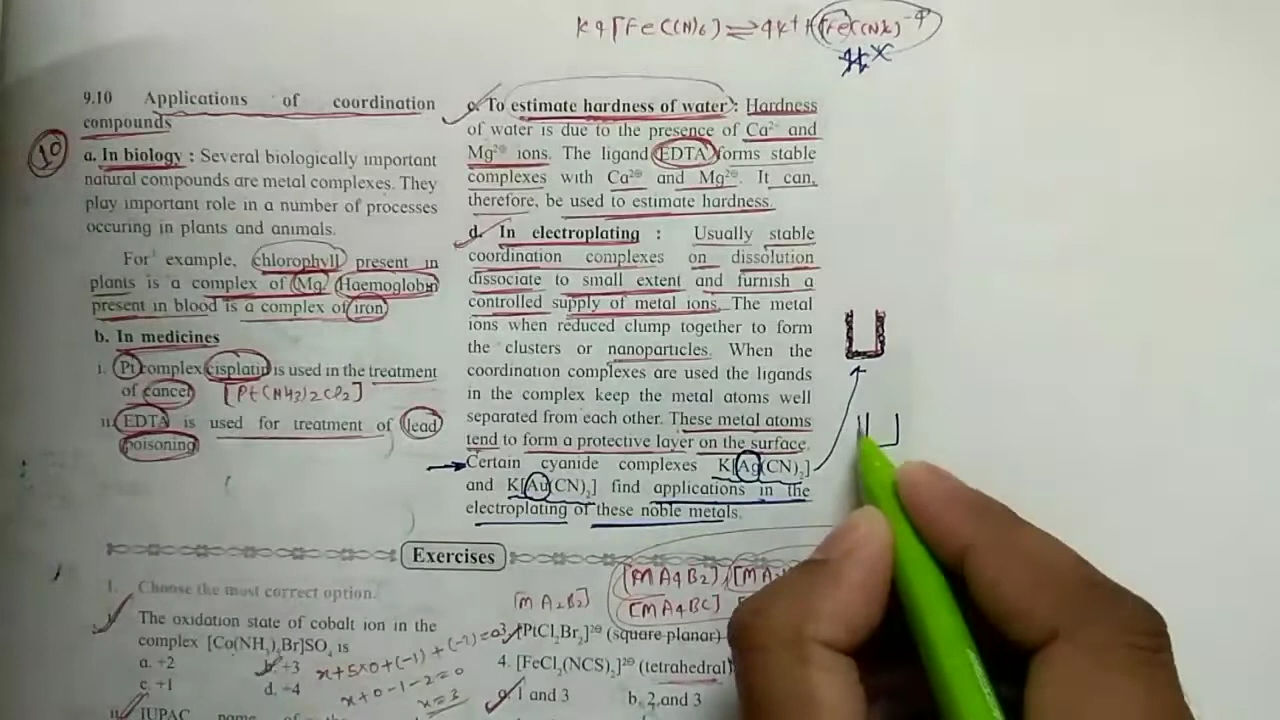 K4[Fe(CN)6] ⇌ 4K+ + [Fe(CN)6]-4
9.10 Applications of coordination
compounds
10
a. In biology : Several biologically important
natural compounds are metal complexes. They
play important role in a number of processes
occuring in plants and animals.
For example, chlorophyll present in
plants is a complex of Mg. Haemoglobin
present in blood is a complex of iron
b. In medicines
i. Pt complex cisplatin is used in the treatment
of cancer [Pt(NH3)2Cl2]
ii. EDTA is used for treatment of lead
poisoning
c. To estimate hardness of water : Hardness
of water is due to the presence of Ca2⊕ and
Mg2⊕ ions. The ligand EDTA forms stable
complexes with Ca2⊕ and Mg2⊕. It can,
therefore, be used to estimate hardness.
d. In electroplating : Usually stable
coordination complexes on dissolution
dissociate to small extent and furnish a
controlled supply of metal ions. The metal
ions when reduced clump together to form
the clusters or nanoparticles. When the
coordination complexes are used the ligands
in the complex keep the metal atoms well
separated from each other. These metal atoms
tend to form a protective layer on the surface.
Certain cyanide complexes K[Ag(CN)2]
and K[Au(CN)2] find applications in the
electroplating of these noble metals.
Exercises
1. Choose the most correct option.
The oxidation state of cobalt ion in the
complex [Co(NH3)5Br]SO4 is
a. +2 b. +3
c. +1 d. +4
x+5x0+(-1)+(-2)=0
x+0-1-2=0
x=3
ii. IUPAC name of the
[MA4B2] [MA
[MA2B2] [MA4BC]
3. [PtCl2Br2]2⊖ (square planar)
4. [FeCl2(NCS)2]2⊖ (tetrahedral)
a. 1 and 3 b. 2 and 3